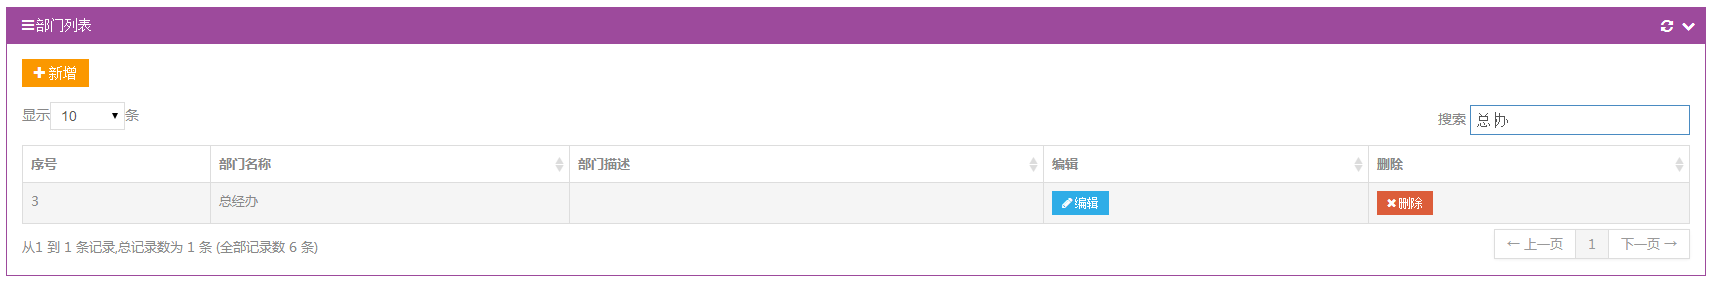 部门列表
新增
显示 10 条
搜索 总 办
序号 部门名称 部门描述 编辑 删除
3 总经办 编辑 删除
从1 到 1 条记录,总记录数为 1 条 (全部记录数 6 条)
← 上一页 1 下一页 →